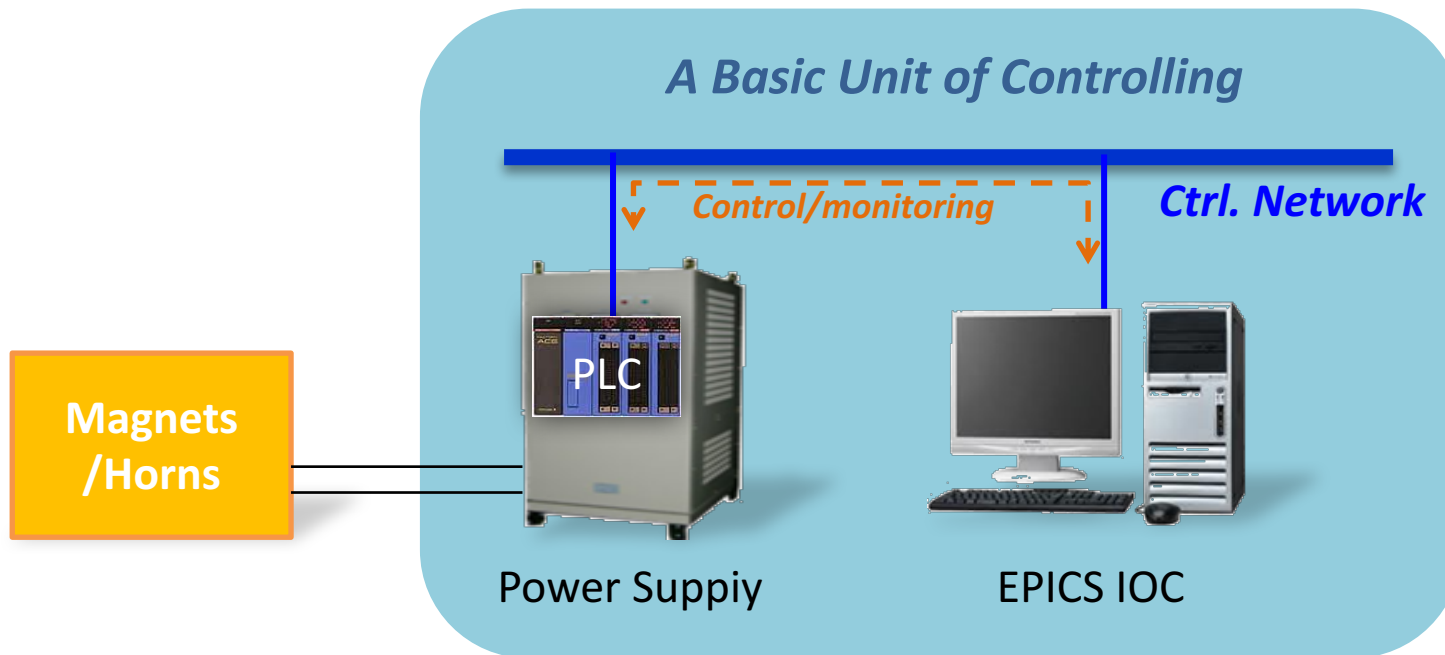 A Basic Unit of Controlling
Control/monitoring
Ctrl. Network
PLC
Magnets
/Horns
Power Suppiy
EPICS IOC